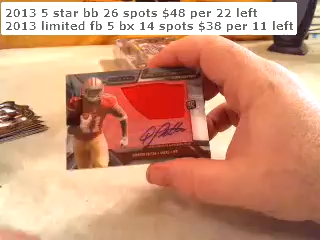 2013 5 star bb 26 spots $48 per 22 left
2013 limited fb 5 bx 14 spots $38 per 11 left